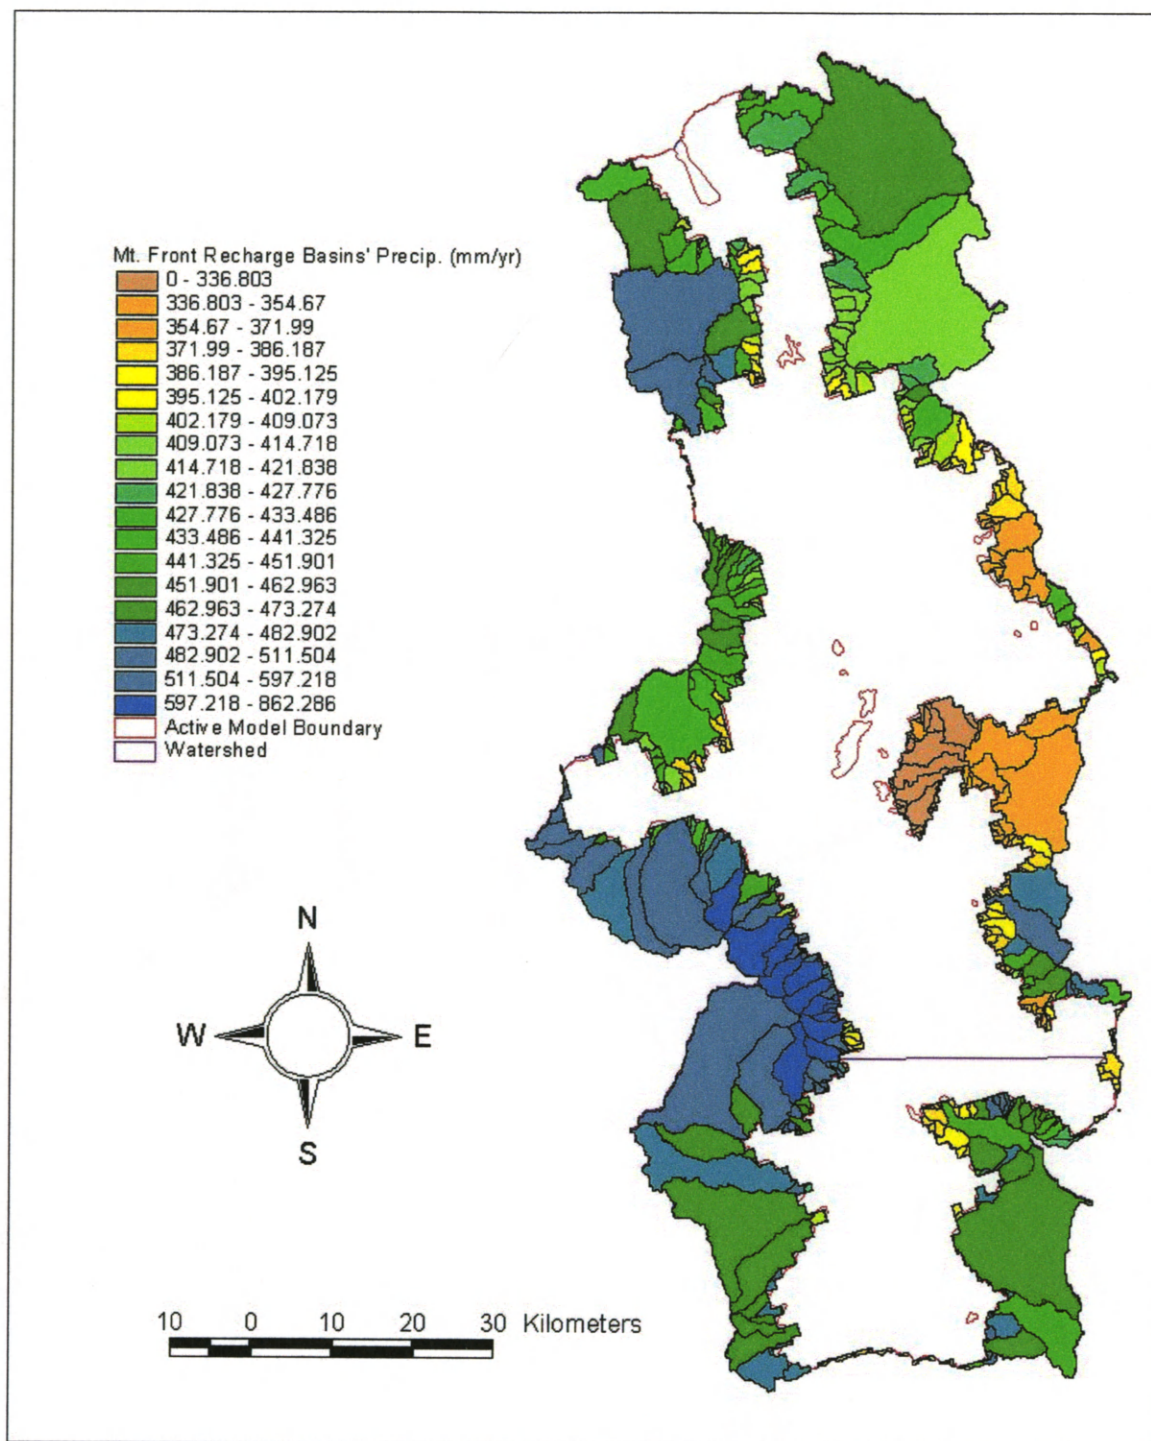 Mt. Front Recharge Basins' Precip. (mm/yr)
0 - 336.803
336.803 - 354.67
354.67 - 371.99
371.99 - 386.187
386.187 - 395.125
395.125 - 402.179
402.179 - 409.073
409.073 - 414.718
414.718 - 421.838
421.838 - 427.776
427.776 - 433.486
433.486 - 441.325
441.325 - 451.901
451.901 - 462.963
462.963 - 473.274
473.274 - 482.902
482.902 - 511.504
511.504 - 597.218
597.218 - 862.286
Active Model Boundary
Watershed
N
W E
S
10 0 10 20 30 Kilometers